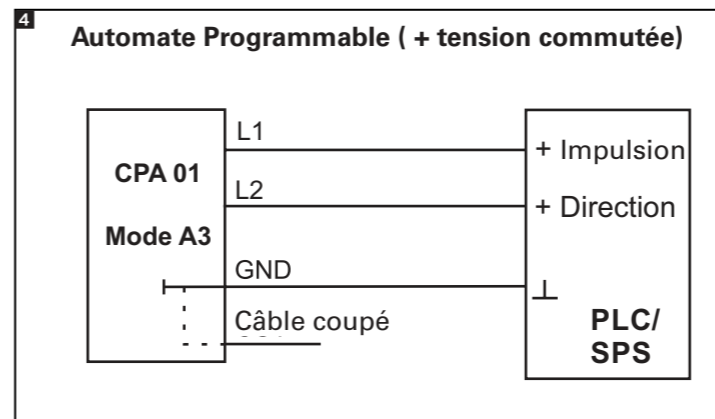 4
Automate Programmable ( + tension commutée)
L1
+ Impulsion
CPA 01
L2
+ Direction
Mode A3
GND
⊥
Câble coupé
PLC/
SPS